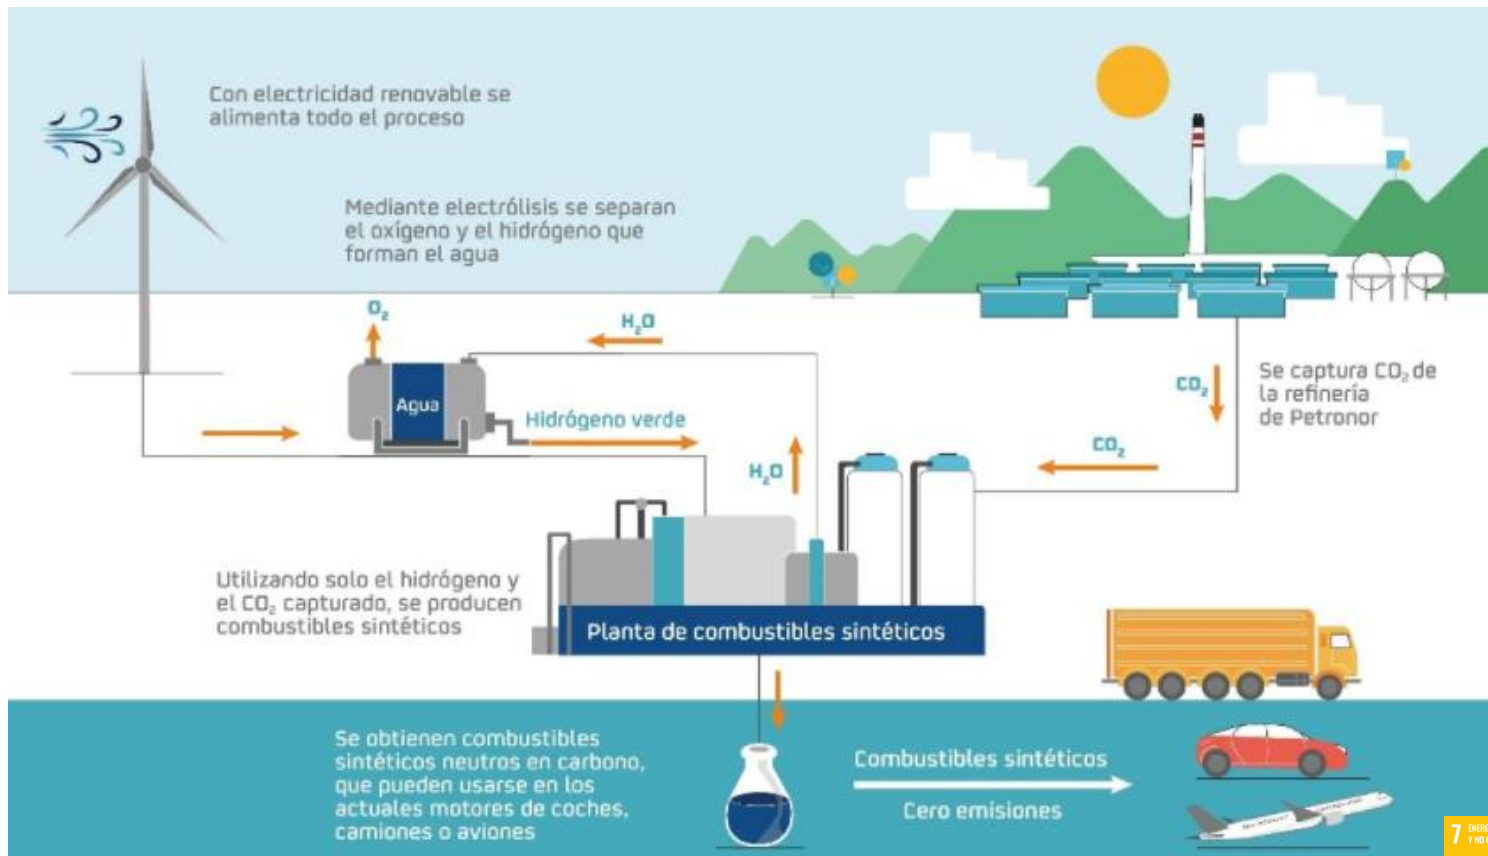 Con electricidad renovable se
alimenta todo el proceso
Mediante electrólisis se separan
el oxígeno y el hidrógeno que
forman el agua
O₂
H₂O
Agua
Hidrógeno verde
CO₂
Se captura CO₂ de
la refinería
de Petronor
CO₂
H₂O
Utilizando solo el hidrógeno y
el CO₂ capturado, se producen
combustibles sintéticos
Planta de combustibles sintéticos
Se obtienen combustibles
sintéticos neutros en carbono,
que pueden usarse en los
actuales motores de coches,
camiones o aviones
Combustibles sintéticos
Cero emisiones
7